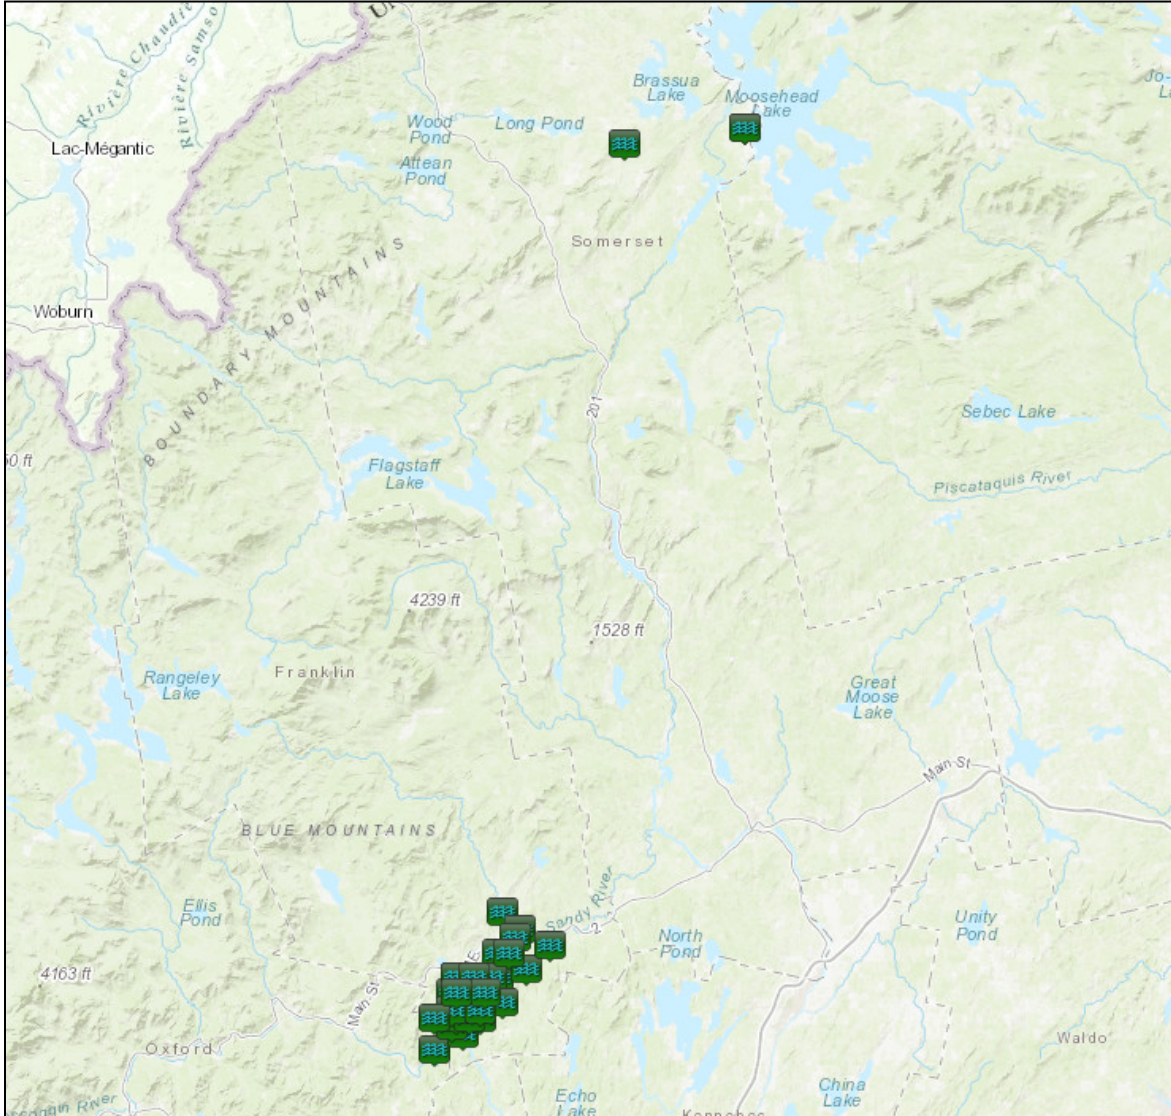 Rivière Chaudiè
Rivière Samso
Brassua
Lake
Moosehead
Lake
Wood
Pond
Long Pond
Lac-Mégantic
Attean
Pond
Somerset
Woburn
BOUNDARY MOUNTAINS
201
Sebec Lake
Flagstaff
Lake
Piscataquis River
4239 ft
1528 ft
Franklin
Rangeley
Lake
Great
Moose
Lake
Main St
BLUE MOUNTAINS
Sandy River
Ellis
Pond
2
North
Pond
Unity
Pond
4163 ft
Main St
Oxford
Waldo
China
Lake
Echo
Lake